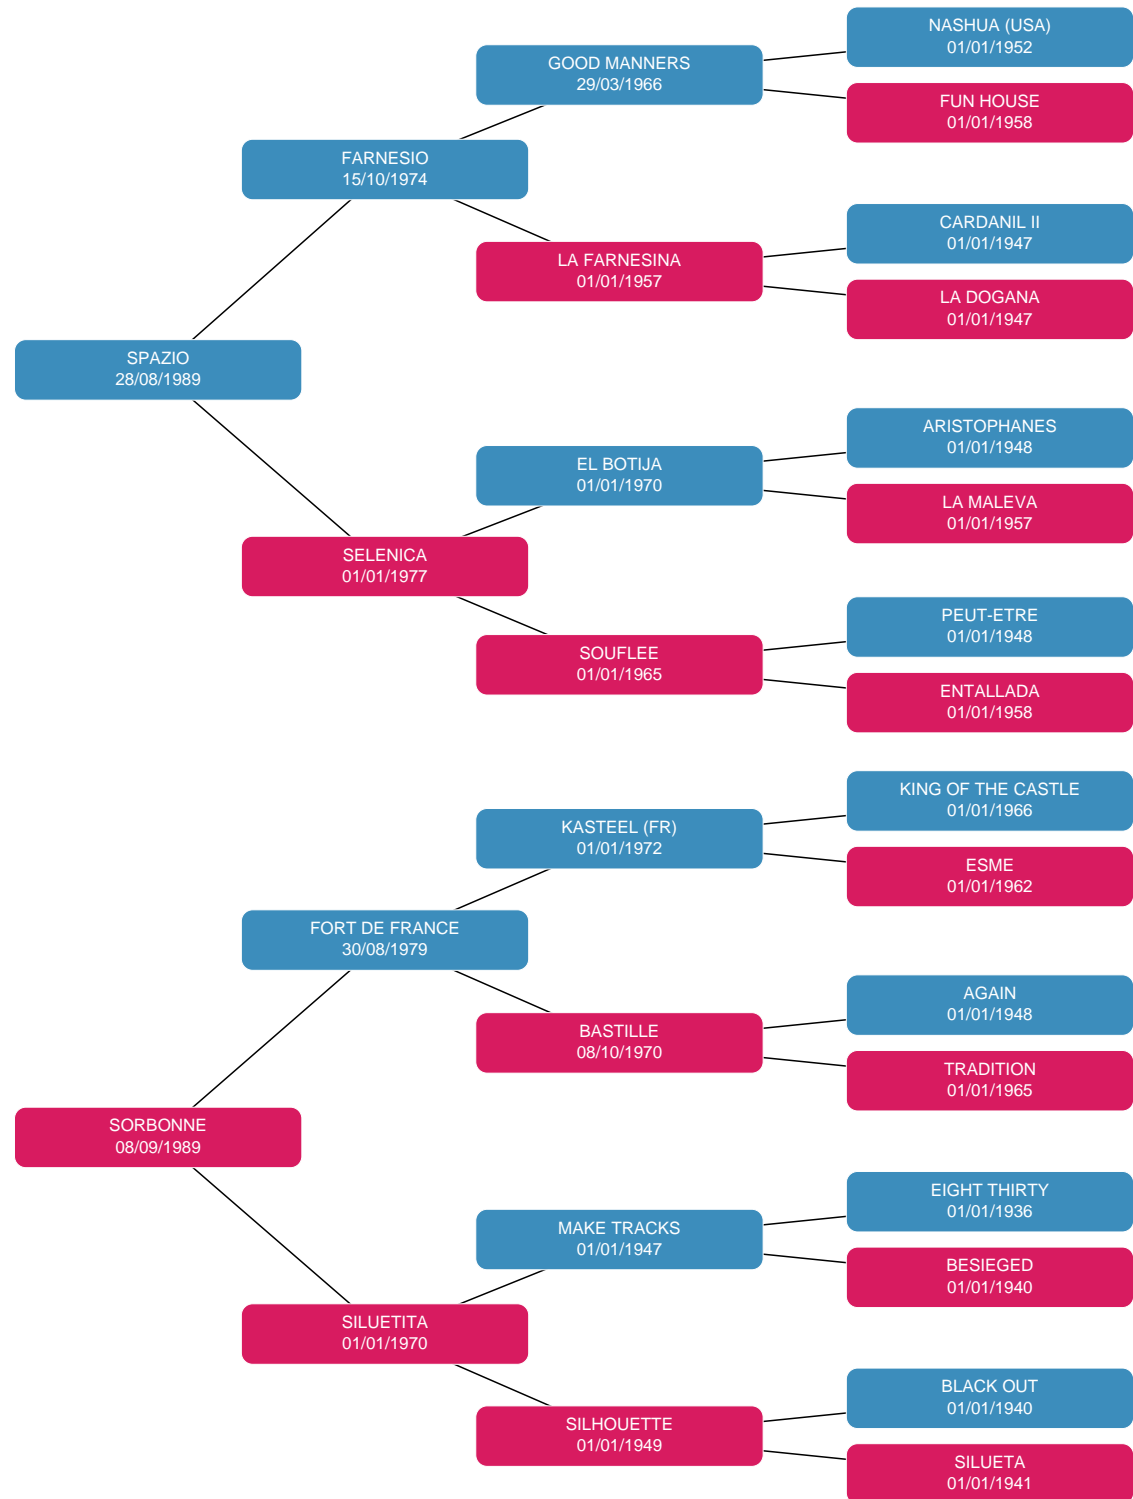 NASHUA (USA)
01/01/1952
GOOD MANNERS
29/03/1966
FUN HOUSE
01/01/1958
FARNESIO
15/10/1974
CARDANIL II
01/01/1947
LA FARNESINA
01/01/1957
LA DOGANA
01/01/1947
SPAZIO
28/08/1989
ARISTOPHANES
01/01/1948
EL BOTIJA
01/01/1970
LA MALEVA
01/01/1957
SELENICA
01/01/1977
PEUT-ETRE
01/01/1948
SOUFLEE
01/01/1965
ENTALLADA
01/01/1958
KING OF THE CASTLE
01/01/1966
KASTEEL (FR)
01/01/1972
ESME
01/01/1962
FORT DE FRANCE
30/08/1979
AGAIN
01/01/1948
BASTILLE
08/10/1970
TRADITION
01/01/1965
SORBONNE
08/09/1989
EIGHT THIRTY
01/01/1936
MAKE TRACKS
01/01/1947
BESIEGED
01/01/1940
SILUETITA
01/01/1970
BLACK OUT
01/01/1940
SILHOUETTE
01/01/1949
SILUETA
01/01/1941